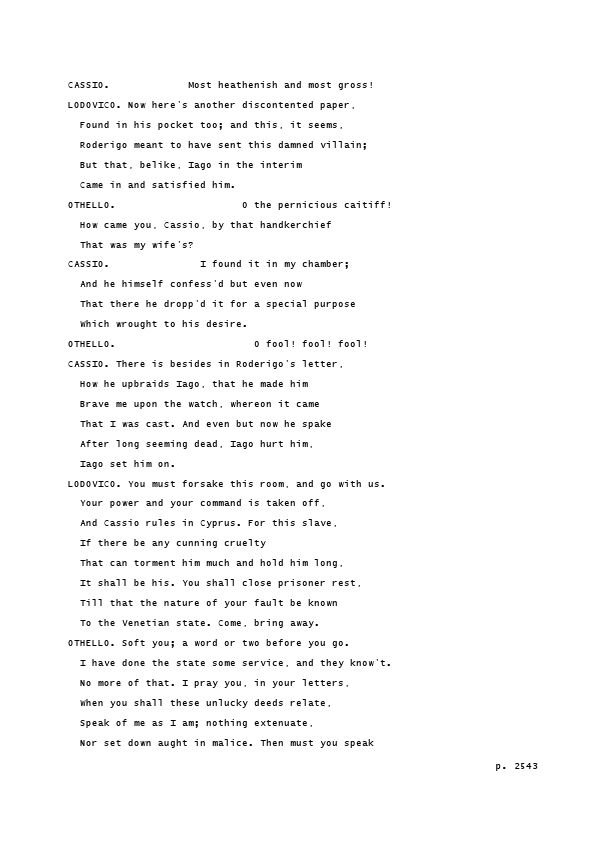 CASSIO.             Most heathenish and most gross!
LODOVICO. Now here's another discontented paper,
  Found in his pocket too; and this, it seems,
  Roderigo meant to have sent this damned villain;
  But that, belike, Iago in the interim
  Came in and satisfied him.
OTHELLO.                     O the pernicious caitiff!
  How came you, Cassio, by that handkerchief
  That was my wife's?
CASSIO.               I found it in my chamber;
  And he himself confess'd but even now
  That there he dropp'd it for a special purpose
  Which wrought to his desire.
OTHELLO.                       O fool! fool! fool!
CASSIO. There is besides in Roderigo's letter,
  How he upbraids Iago, that he made him
  Brave me upon the watch, whereon it came
  That I was cast. And even but now he spake
  After long seeming dead, Iago hurt him,
  Iago set him on.
LODOVICO. You must forsake this room, and go with us.
  Your power and your command is taken off,
  And Cassio rules in Cyprus. For this slave,
  If there be any cunning cruelty
  That can torment him much and hold him long,
  It shall be his. You shall close prisoner rest,
  Till that the nature of your fault be known
  To the Venetian state. Come, bring away.
OTHELLO. Soft you; a word or two before you go.
  I have done the state some service, and they know't.
  No more of that. I pray you, in your letters,
  When you shall these unlucky deeds relate,
  Speak of me as I am; nothing extenuate,
  Nor set down aught in malice. Then must you speak
p. 2543